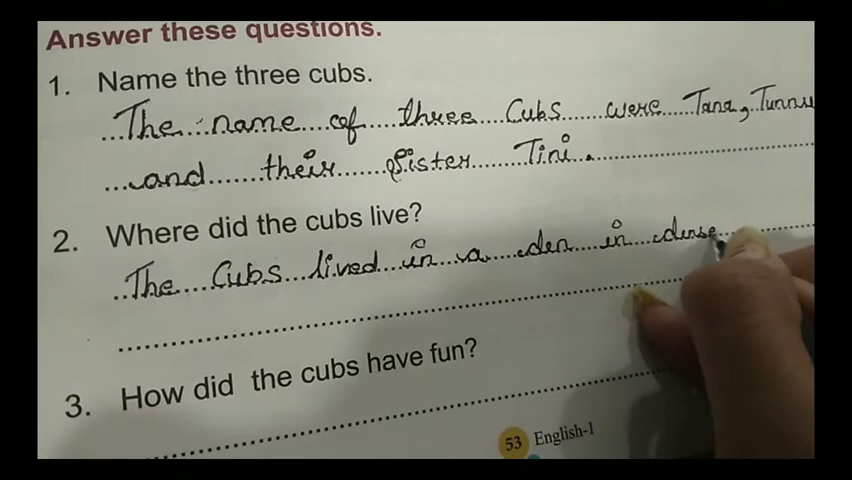 Answer these questions.
1. Name the three cubs.
The name of three Cubs were Tana, Tunnu
and their sister Tini.
2. Where did the cubs live?
The Cubs lived in a den in dense
3. How did the cubs have fun?
53 English-1